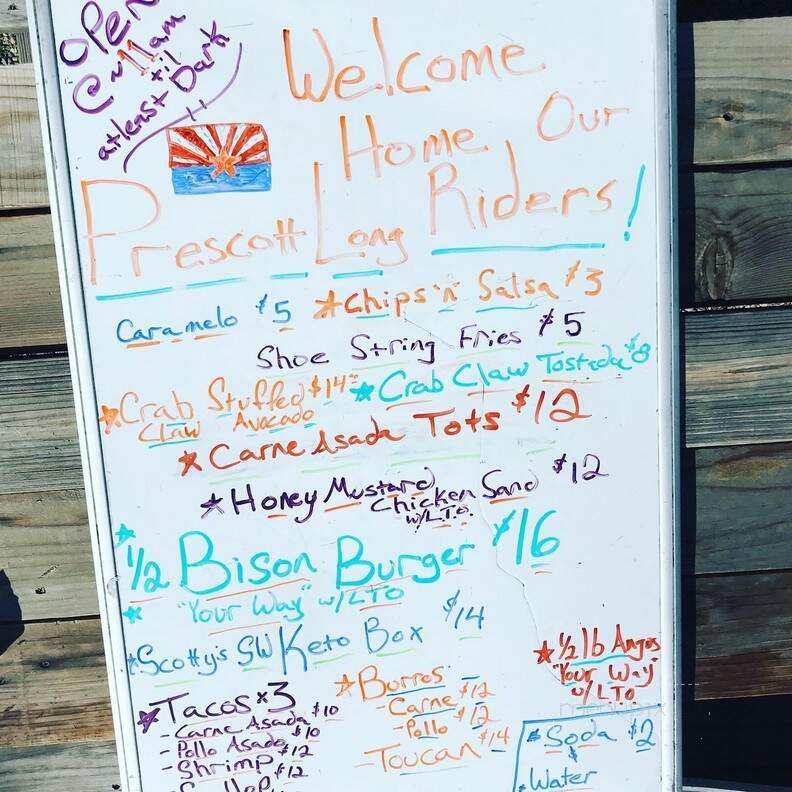 OPEN
@ ~11am
til
atleast Dark
Welcome
Home Our
Prescott Long Riders!
Caramelo $5
Chips 'n' Salsa $3
Shoe String Fries $5
Crab Stuffed $14
Claw Avocado
Crab Claw Tostada $8
Carne Asada Tots $12
Honey Mustard
Chicken Sand $12
w/L.T.O.
1/2 Bison Burger $16
"Your Way" w/LTO
Scotty's SW Keto Box $14
1/2 lb Angos
"Your Way"
w/LTO
Tacos x3
- Carne Asada $10
- Pollo Asado $10
- Shrimp $12
Burros
- Carne $12
- Pollo $12
- Toucan $14
Soda $2
&
Water